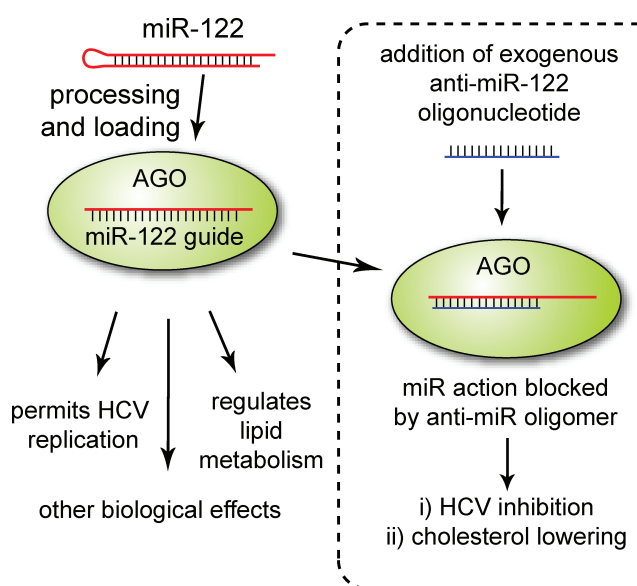 miR-122
processing
and loading
AGO
miR-122 guide
permits HCV
replication
regulates
lipid
metabolism
other biological effects
addition of exogenous
anti-miR-122
oligonucleotide
AGO
miR action blocked
by anti-miR oligomer
i) HCV inhibition
ii) cholesterol lowering